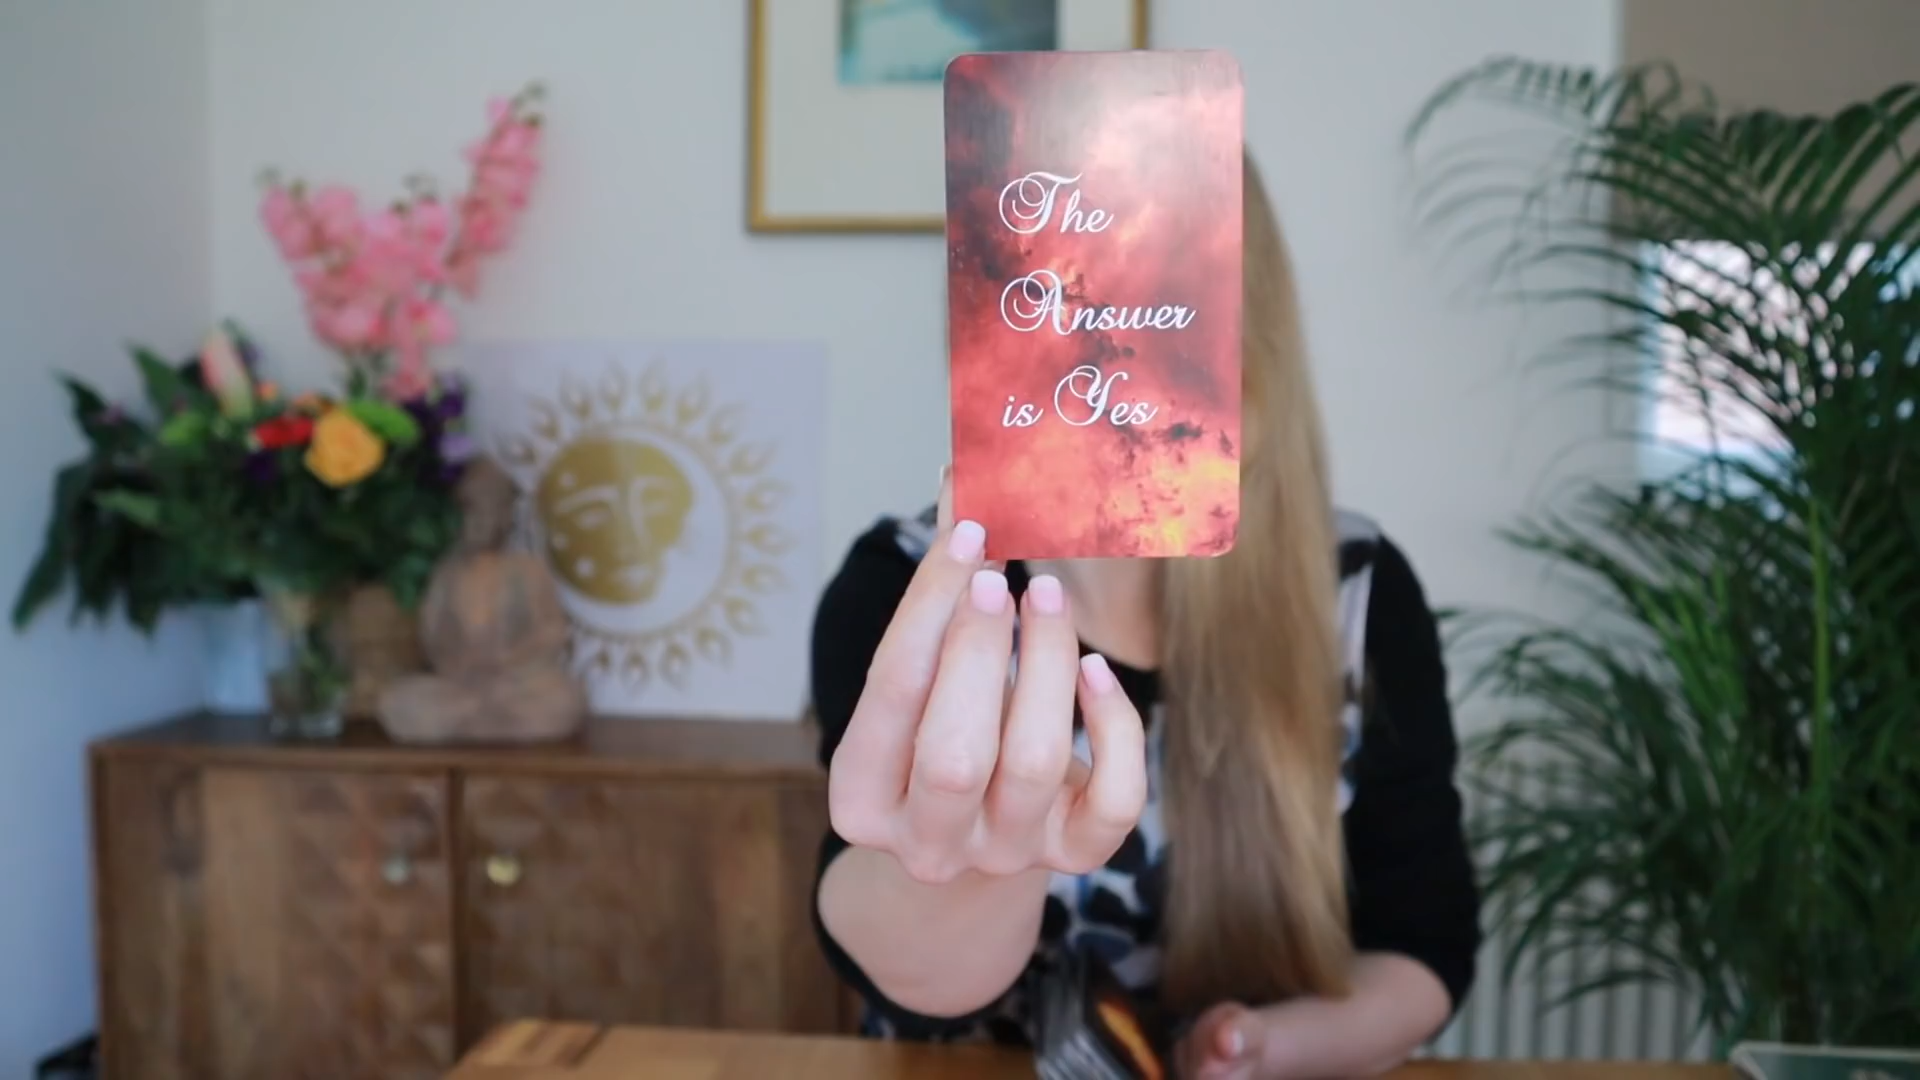 The
Answer
is Yes